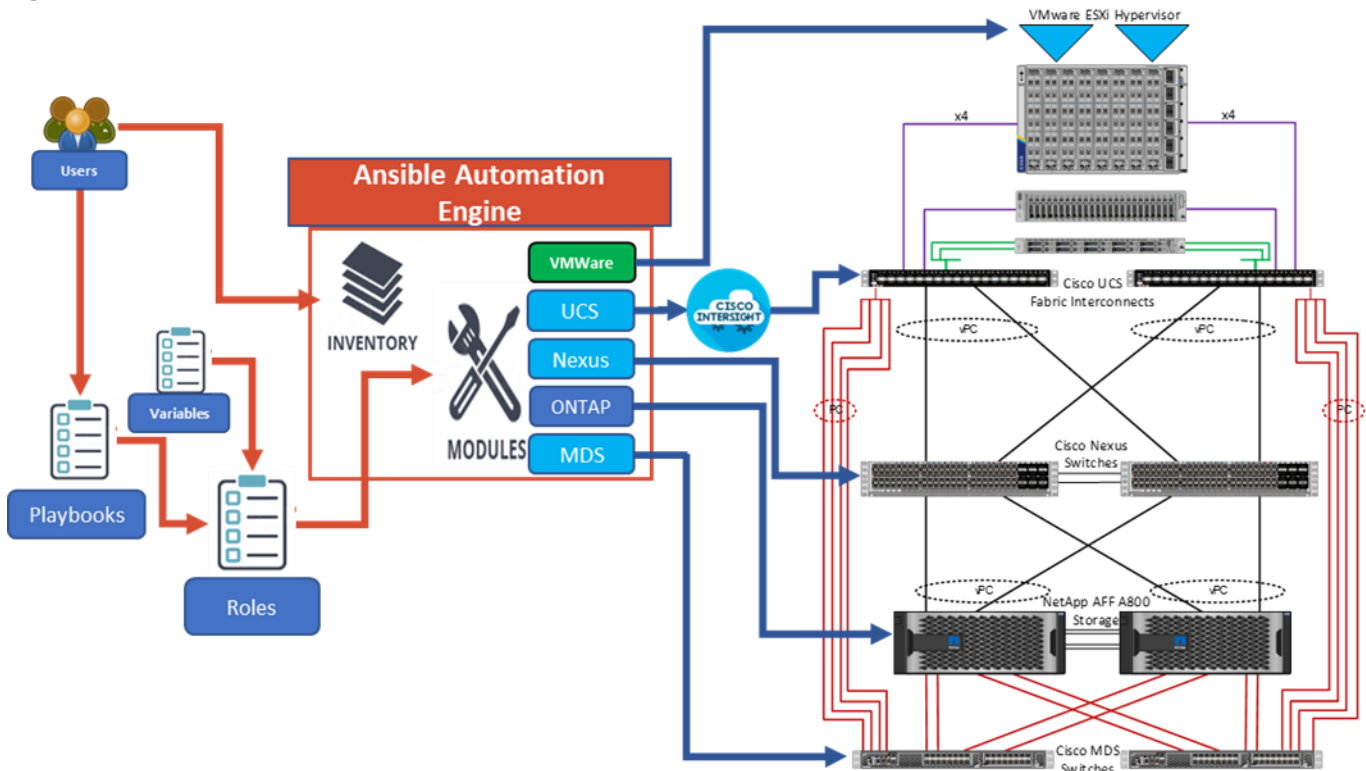 VMware ESXi Hypervisor
x4
x4
Users
Ansible Automation
Engine
VMWare
INVENTORY
UCS
CISCO
INTERSIGHT
Cisco UCS
Fabric Interconnects
vPC
vPC
Nexus
Variables
ONTAP
PC
PC
MODULES
MDS
Cisco Nexus
Switches
Playbooks
Roles
vPC
vPC
NetApp AFF A800
Storage
Cisco MDS
Switches